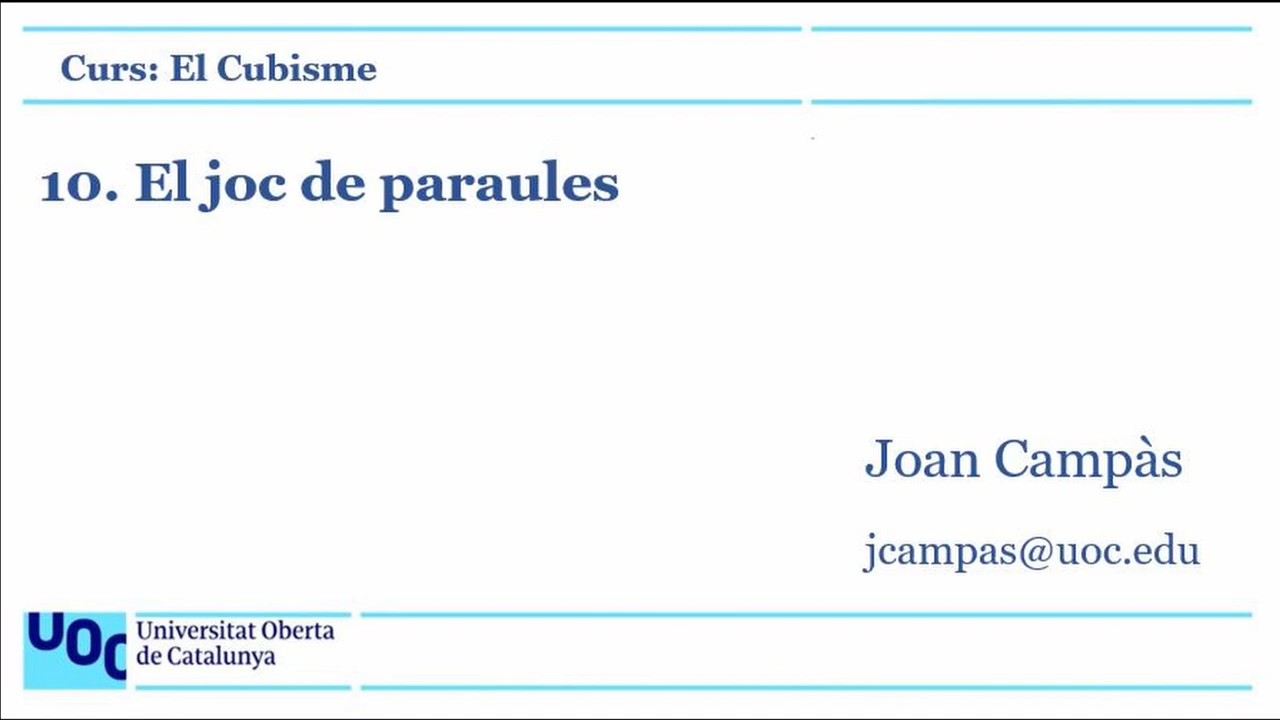 Curs: El Cubisme
10. El joc de paraules
Joan Campàs
jcampas@uoc.edu
UOC
Universitat Oberta
de Catalunya